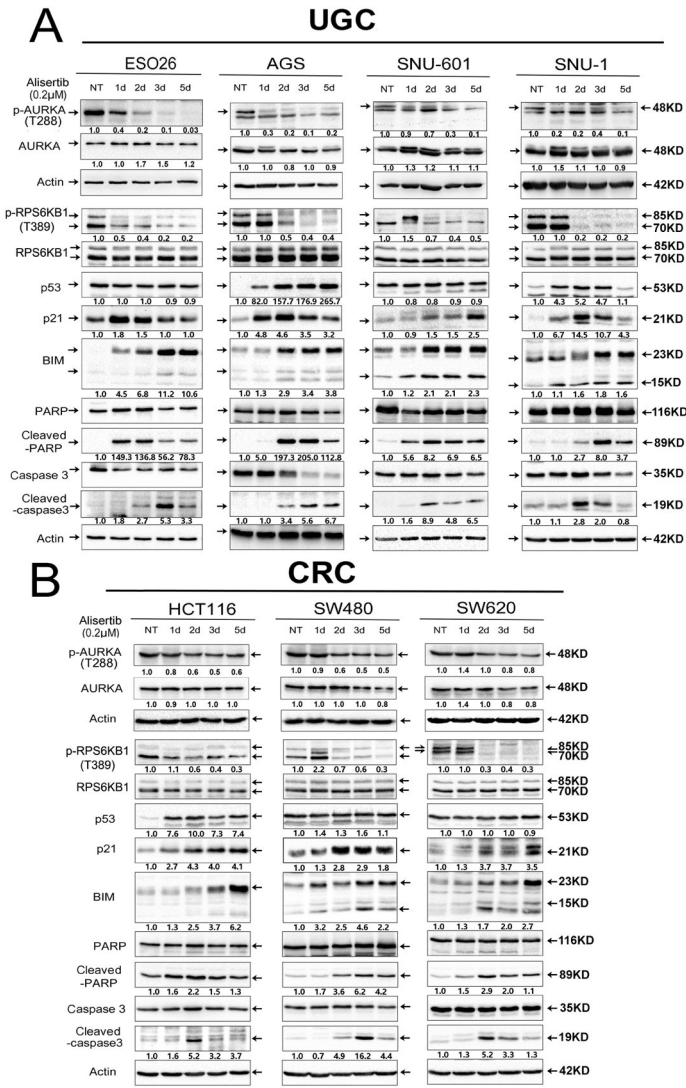 A UGC
ESO26 AGS SNU-601 SNU-1
Alisertib (0.2μM) NT 1d 2d 3d 5d NT 1d 2d 3d 5d NT 1d 2d 3d 5d NT 1d 2d 3d 5d
p-AURKA (T288) 48KD
1.0 0.4 0.2 0.1 0.03 1.0 0.3 0.2 0.1 0.2 1.0 0.9 0.7 0.3 0.1 1.0 0.2 0.2 0.4 0.1
AURKA 48KD
1.0 1.0 1.7 1.5 1.2 1.0 1.0 0.8 1.0 0.9 1.0 1.3 1.2 1.1 1.1 1.0 1.5 1.1 1.0 0.9
Actin 42KD
p-RPS6KB1 (T389) 85KD 70KD
1.0 0.5 0.4 0.2 0.2 1.0 1.0 0.5 0.4 0.4 1.0 1.5 0.7 0.4 0.5 1.0 1.0 0.2 0.2 0.2
RPS6KB1 85KD 70KD
p53 53KD
1.0 1.0 1.0 0.9 0.9 1.0 82.0 157.7 176.9 265.7 1.0 0.8 0.8 0.9 0.9 1.0 4.3 5.2 4.7 1.1
p21 21KD
1.0 1.8 1.5 1.0 1.0 1.0 4.8 4.6 3.5 3.2 1.0 0.9 1.5 1.5 2.5 1.0 6.7 14.5 10.7 4.3
BIM 23KD 15KD
1.0 4.5 6.8 11.2 10.6 1.0 1.3 2.9 3.4 3.8 1.0 1.2 2.1 2.1 2.3 1.0 1.1 1.6 1.8 1.6
PARP 116KD
Cleaved -PARP 89KD
1.0 149.3 136.8 56.2 78.3 1.0 5.0 197.3 205.0 112.8 1.0 5.6 8.2 6.9 6.5 1.0 1.0 2.7 8.0 3.7
Caspase 3 35KD
Cleaved -caspase3 19KD
1.0 1.8 2.7 5.3 3.3 1.0 1.0 3.4 5.6 6.7 1.0 1.6 8.9 4.8 6.5 1.0 1.1 2.8 2.0 0.8
Actin 42KD
B CRC
HCT116 SW480 SW620
Alisertib (0.2μM) NT 1d 2d 3d 5d NT 1d 2d 3d 5d NT 1d 2d 3d 5d
p-AURKA (T288) 48KD
1.0 0.8 0.6 0.5 0.6 1.0 0.9 0.6 0.5 0.5 1.0 1.4 1.0 0.8 0.8
AURKA 48KD
1.0 0.9 1.0 1.0 1.0 1.0 1.0 1.0 1.0 0.8 1.0 1.4 1.0 0.8 0.8
Actin 42KD
p-RPS6KB1 (T389) 85KD 70KD
1.0 1.1 0.6 0.4 0.3 1.0 2.2 0.7 0.6 0.3 1.0 1.0 0.3 0.4 0.3
RPS6KB1 85KD 70KD
p53 53KD
1.0 7.6 10.0 7.3 7.4 1.0 1.4 1.3 1.6 1.1 1.0 1.0 1.0 1.0 0.9
p21 21KD
1.0 2.7 4.3 4.0 4.1 1.0 1.3 2.8 2.9 1.8 1.0 1.3 3.7 3.7 3.5
BIM 23KD 15KD
1.0 1.3 2.5 3.7 6.2 1.0 3.2 2.5 4.6 2.2 1.0 1.3 1.7 2.0 2.7
PARP 116KD
Cleaved -PARP 89KD
1.0 1.6 2.2 1.5 1.3 1.0 1.7 3.6 6.2 4.2 1.0 1.5 2.9 2.0 1.1
Caspase 3 35KD
Cleaved -caspase3 19KD
1.0 1.6 5.2 3.2 3.7 1.0 0.7 4.9 16.2 4.4 1.0 1.3 5.2 3.3 1.3
Actin 42KD